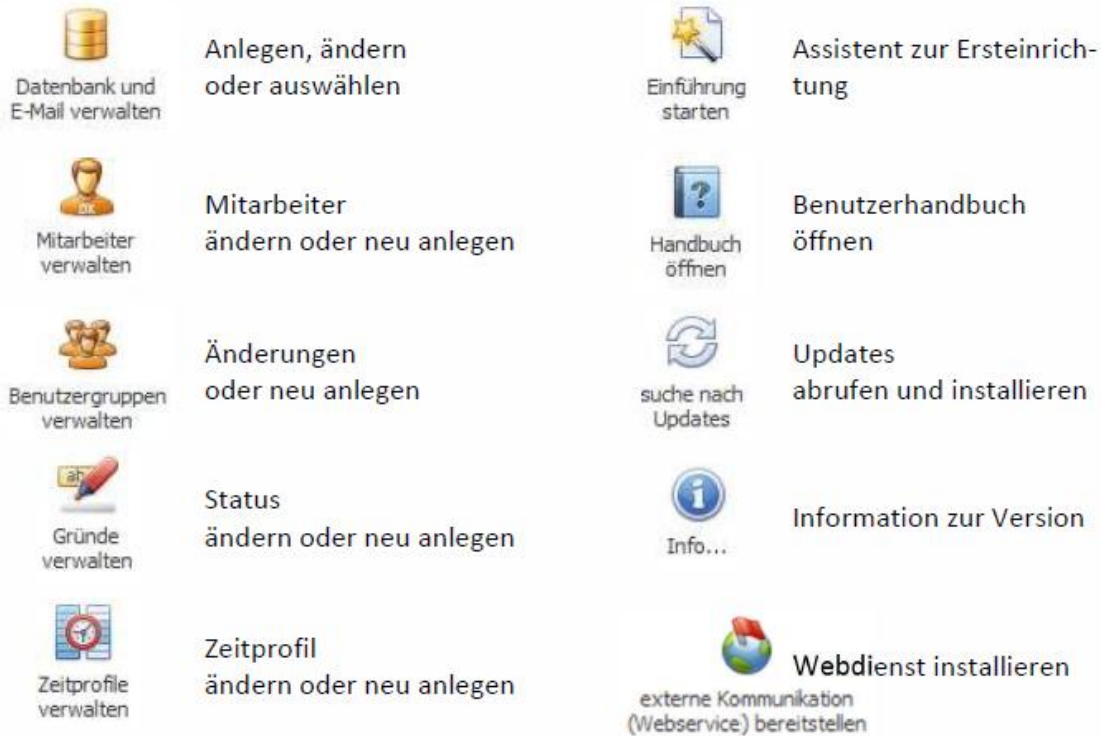 Datenbank und
E-Mail verwalten
Anlegen, ändern
oder auswählen
DK
Mitarbeiter
verwalten
Mitarbeiter
ändern oder neu anlegen
Benutzergruppen
verwalten
Änderungen
oder neu anlegen
ab
Gründe
verwalten
Status
ändern oder neu anlegen
Zeitprofile
verwalten
Zeitprofil
ändern oder neu anlegen
Einführung
starten
Assistent zur Ersteinrich-
tung
?
Handbuch
öffnen
Benutzerhandbuch
öffnen
suche nach
Updates
Updates
abrufen und installieren
i
Info...
Information zur Version
externe Kommunikation
(Webservice) bereitstellen
Webdienst installieren